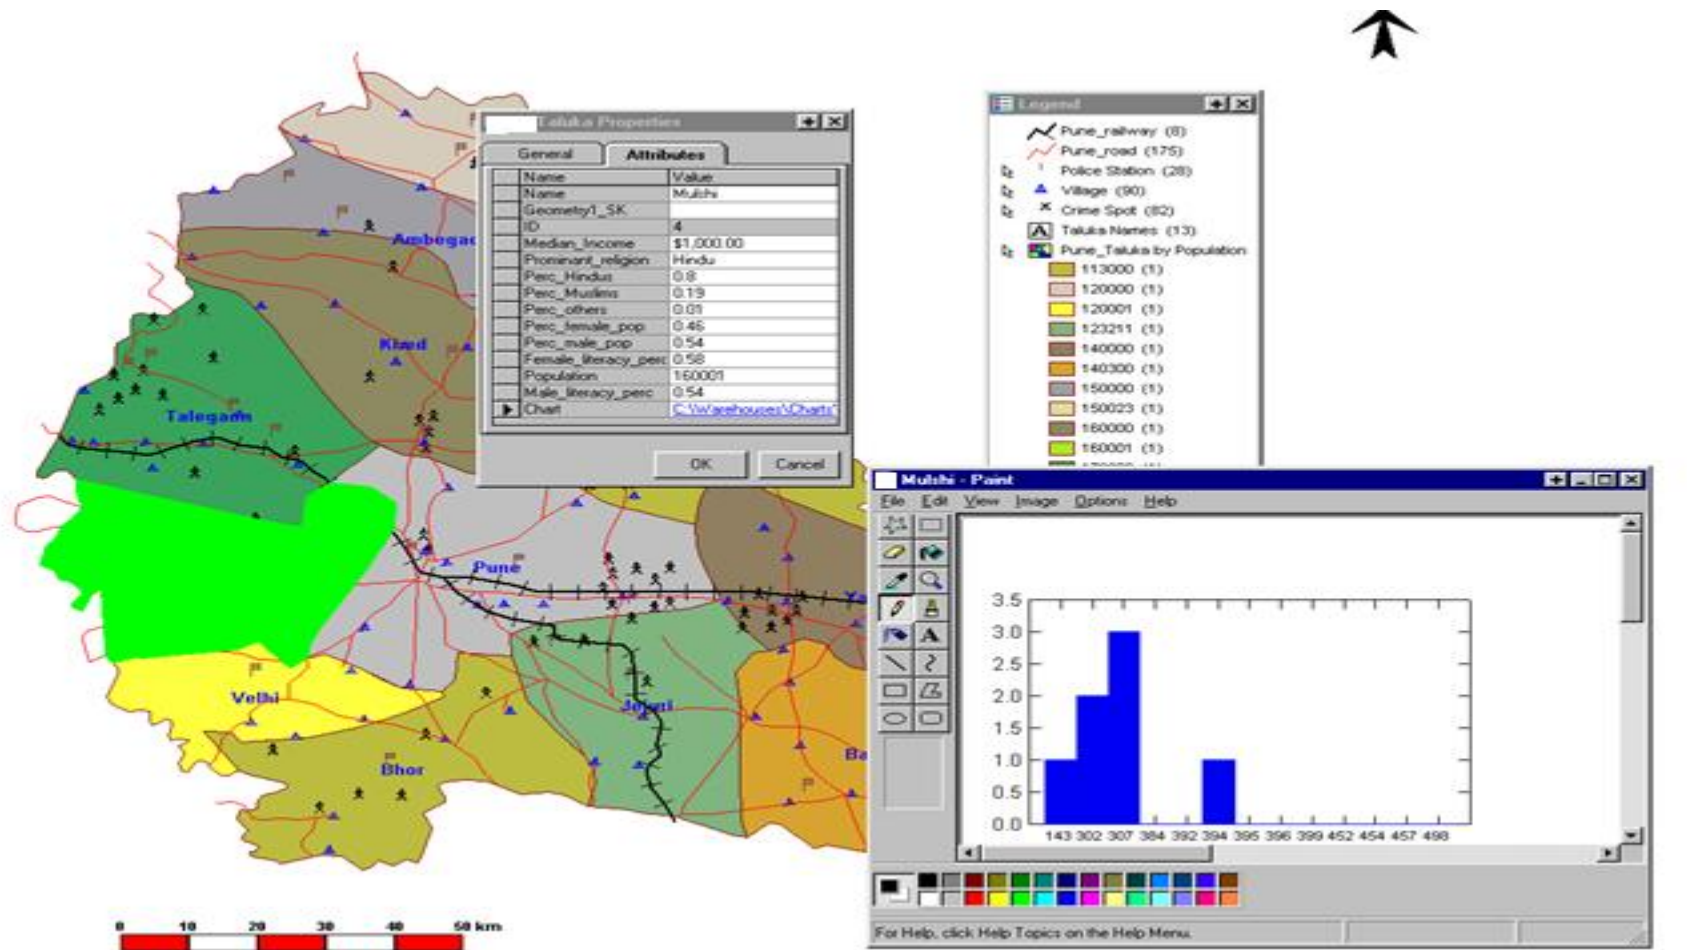 Taluka Properties
General
Attributes
Name Value
Name Mulshi
Geometry1_SK
ID 4
Median_Income $1,000.00
Prominant_religion Hindu
Perc_Hindus 0.8
Perc_Muslims 0.19
Perc_others 0.01
Perc_female_pop 0.46
Perc_male_pop 0.54
Female_literacy_perc 0.58
Population 160001
Male_literacy_perc 0.54
Chart C:\Warehouses\Charts\
OK
Cancel
Legend
Pune_railway (8)
Pune_road (175)
Police Station (28)
Village (90)
Crime Spot (82)
A Taluka Names (13)
Pune_Taluka by Population
113000 (1)
120000 (1)
120001 (1)
123211 (1)
140000 (1)
140300 (1)
150000 (1)
150023 (1)
160000 (1)
160001 (1)
Ambegao
Khed
Talegaon
Pune
Velhi
Jejuri
Bhor
Ba
0 10 20 30 40 50 km
Mulshi - Paint
File Edit View Image Options Help
A
3.5
3.0
2.5
2.0
1.5
1.0
0.5
0.0
143 302 307 384 392 394 395 396 399 452 454 457 498
For Help, click Help Topics on the Help Menu.